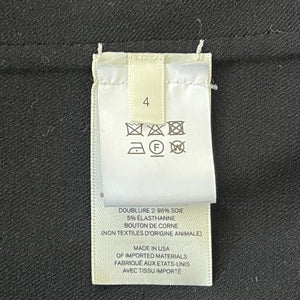 4
F
DOUBLURE 2: 95% SOIE
5% ÉLASTHANNE
BOUTON DE CORNE
(NON TEXTILES D'ORIGINE ANIMALE)
MADE IN USA
OF IMPORTED MATERIALS
FABRIQUÉ AUX ÉTATS-UNIS
AVEC TISSU IMPORTÉ